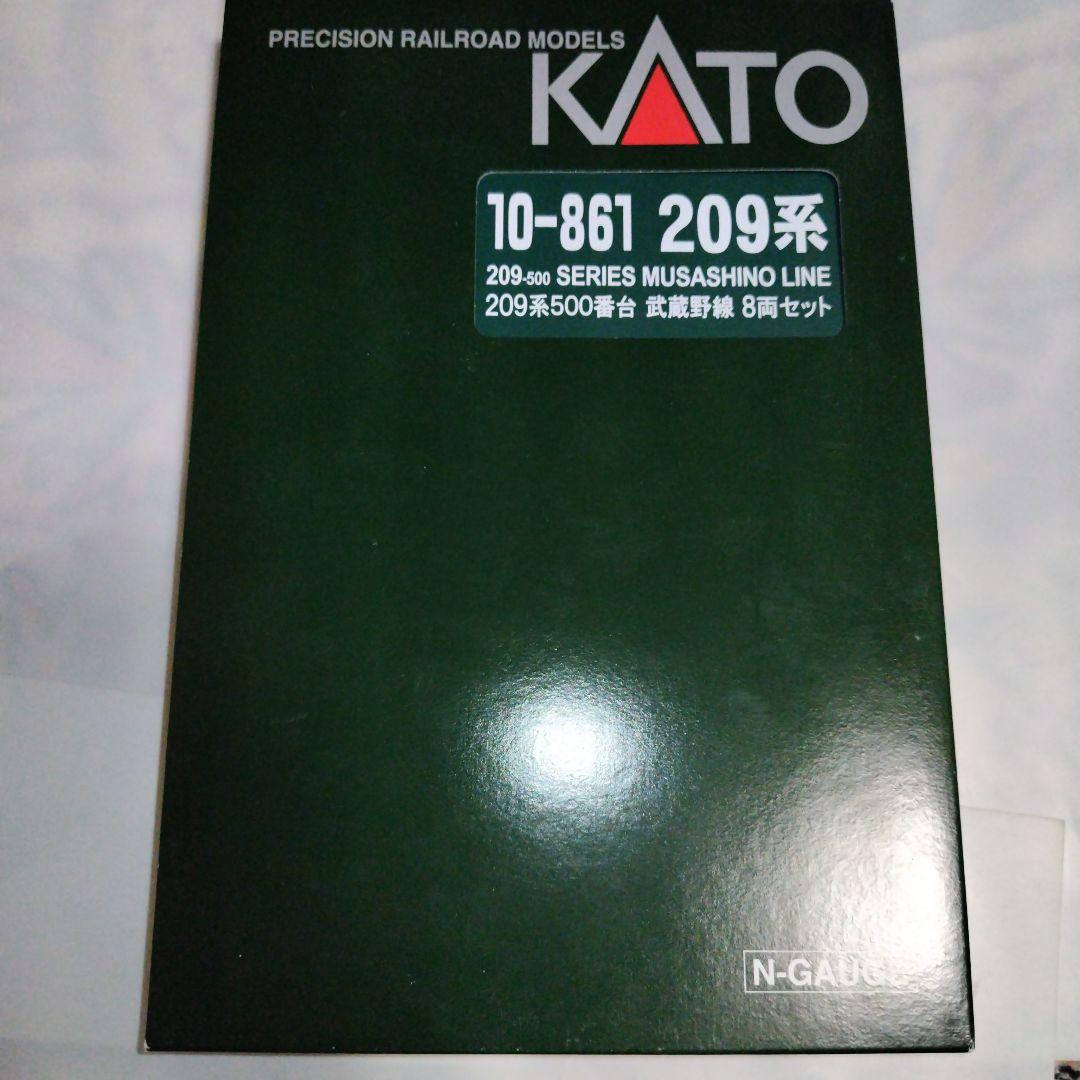 PRECISION RAILROAD MODELS
KATO
10-861 209系
209-500 SERIES MUSASHINO LINE
209系500番台 武蔵野線 8両セット
N-GAUGE